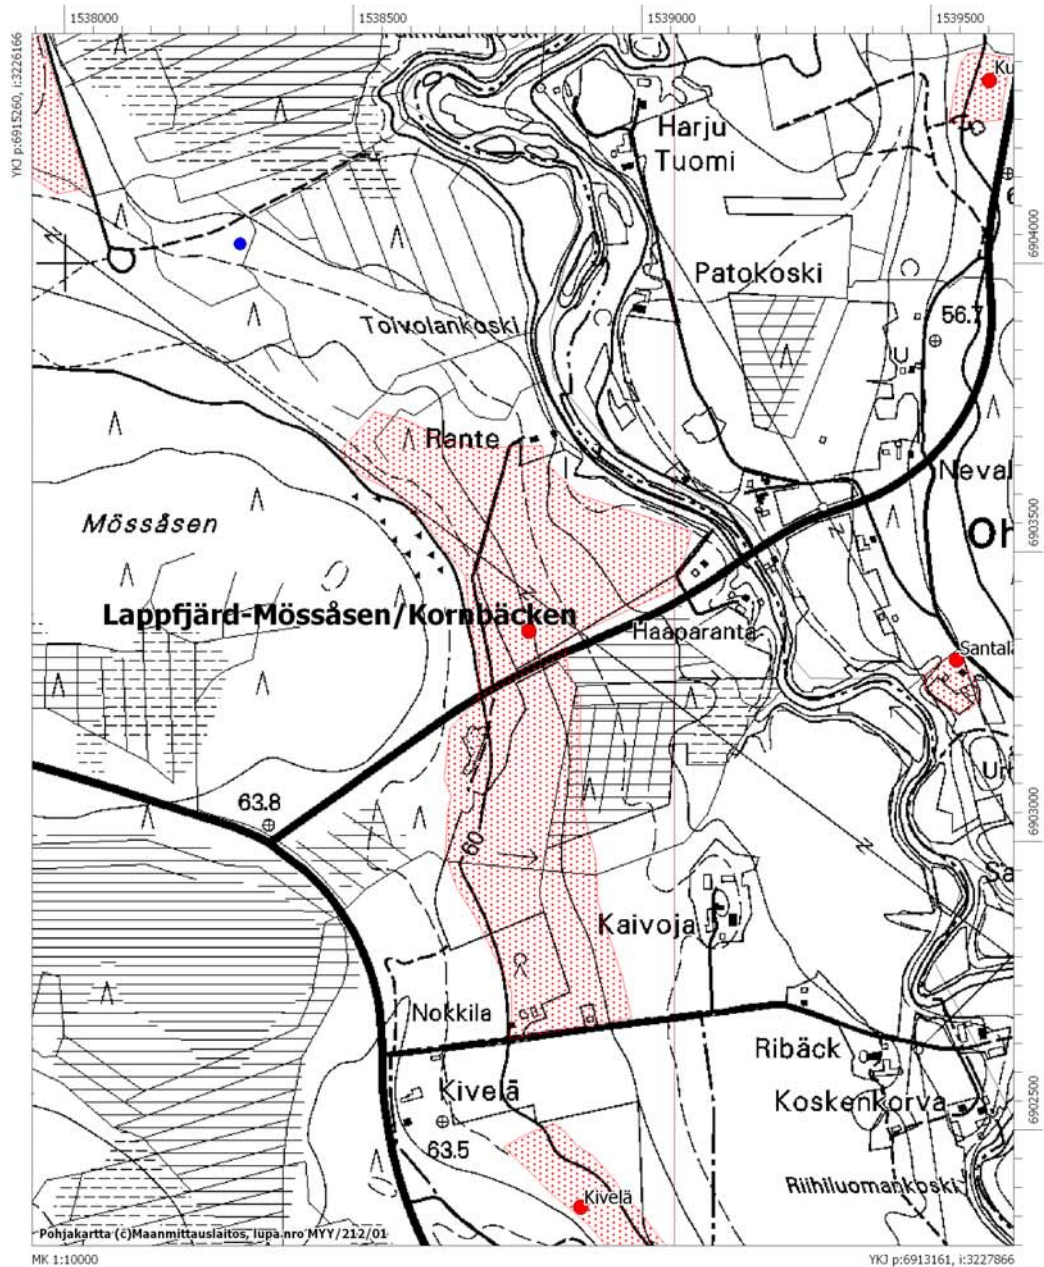 1538000 1538500 1539000 1539500
YKJ p:6915260, i:3226166
Ku
Harju
Tuomi
6904000
Patokoski
Toivolankoski
56.7
Rante
Neval
Mössåsen
6903500
Oh
Lappfjärd-Mössåsen/Kornbäcken
Haaparanta
Santala
63.8
60
6903000
Sa
Kaivoja
Nokkila
Ribäck
Kivelä
Koskenkorva
6902500
63.5
Riihiluomankoski
Kivelä
Pohjakartta (c)Maanmittauslaitos, lupa nro MYY/212/01
MK 1:10000
YKJ p:6913161, i:3227866